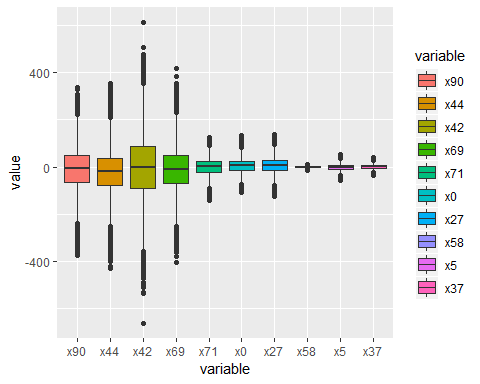 variable
x90
x44
x42
x69
x71
x0
x27
x58
x5
x37
value
400
0
-400
x90 x44 x42 x69 x71 x0 x27 x58 x5 x37
variable